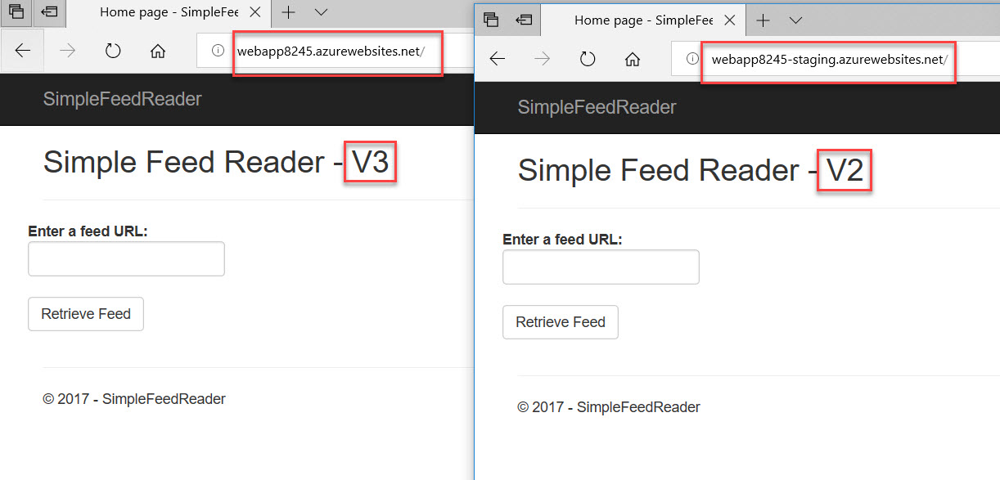 Home page - SimpleFee
webapp8245.azurewebsites.net/
SimpleFeedReader
Simple Feed Reader - V3
Enter a feed URL:
Retrieve Feed
© 2017 - SimpleFeedReader
Home page - SimpleFee
webapp8245-staging.azurewebsites.net/
SimpleFeedReader
Simple Feed Reader - V2
Enter a feed URL:
Retrieve Feed
© 2017 - SimpleFeedReader